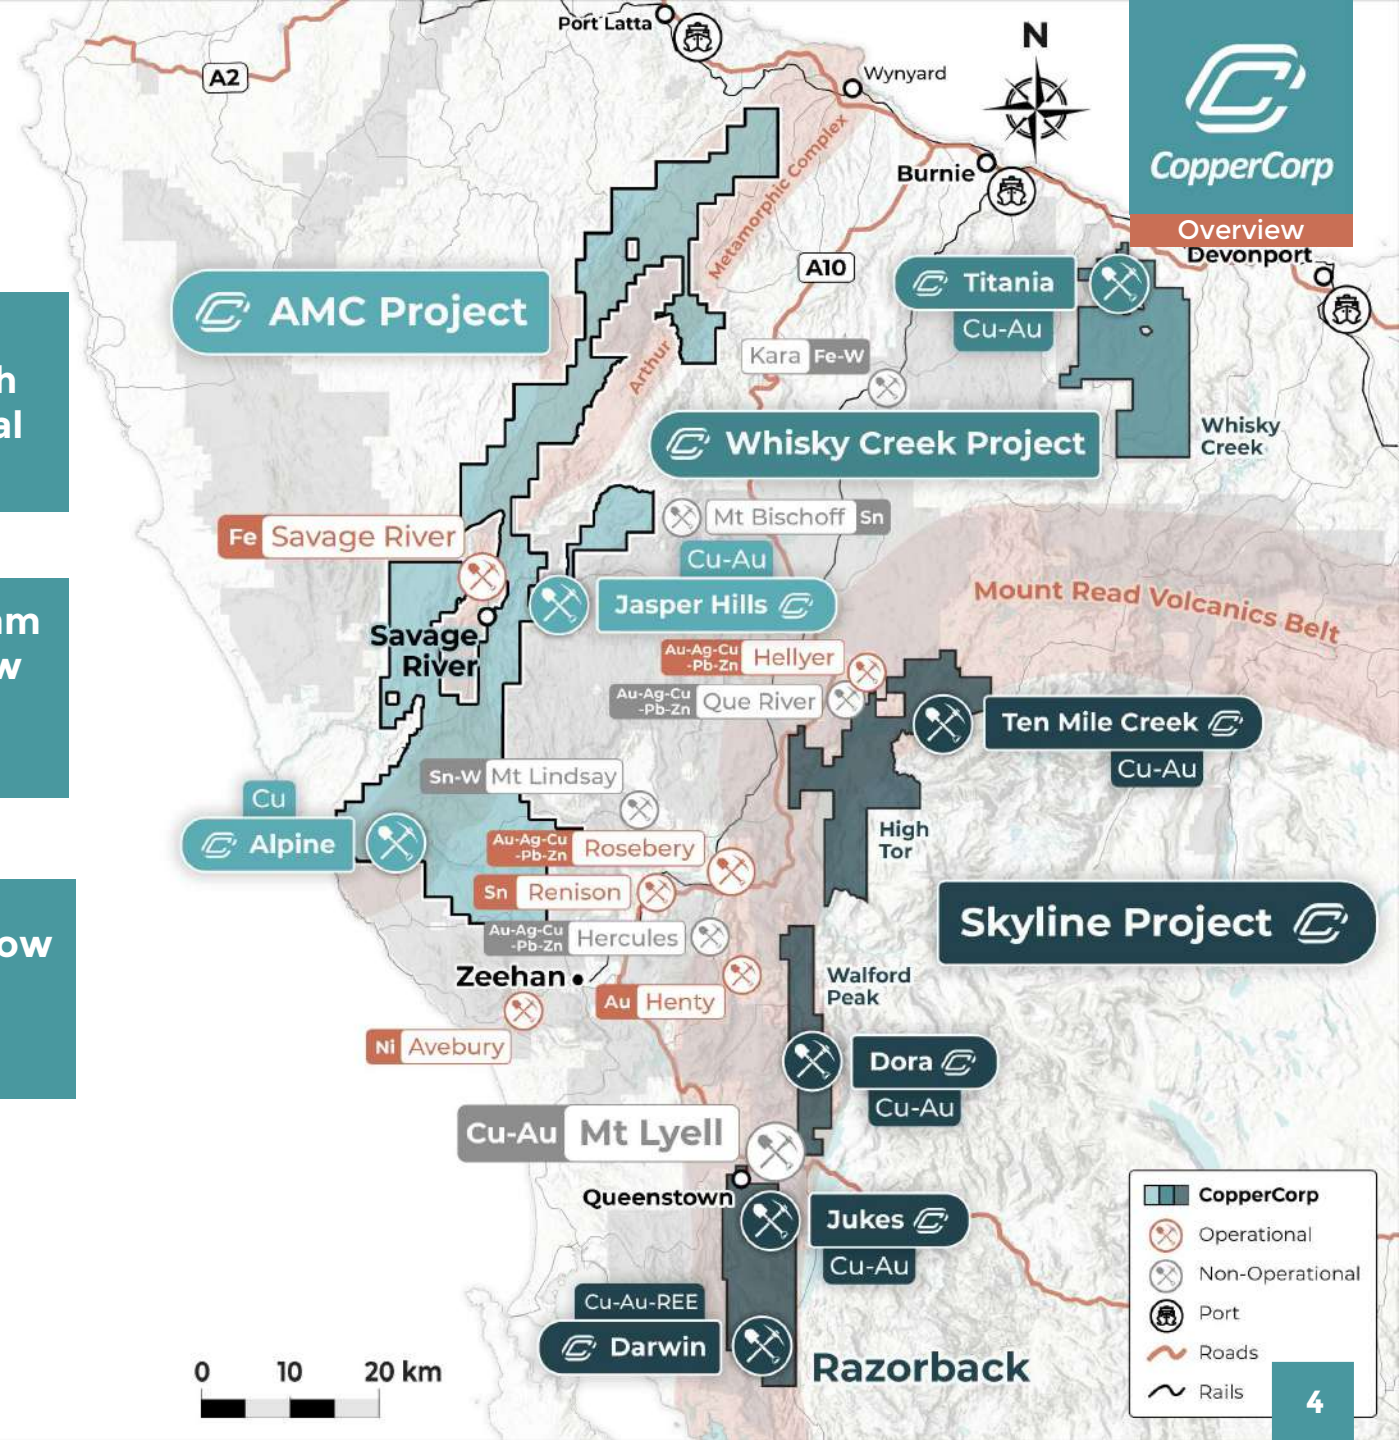 Port Latta
N
Wynyard
A2
CopperCorp
Overview
Metamorphic Complex
Burnie
Devonport
A10
Titania
Cu-Au
AMC Project
Kara Fe-W
Arthur
Whisky Creek Project
Whisky
Creek
Mt Bischoff Sn
Fe Savage River
Cu-Au
Jasper Hills
Mount Read Volcanics Belt
Savage
River
Au-Ag-Cu
-Pb-Zn Hellyer
Au-Ag-Cu
-Pb-Zn Que River
Ten Mile Creek
Cu-Au
Sn-W Mt Lindsay
Cu
Alpine
High
Tor
Au-Ag-Cu
-Pb-Zn Rosebery
Sn Renison
Au-Ag-Cu
-Pb-Zn Hercules
Skyline Project
Zeehan
Walford
Peak
Au Henty
Ni Avebury
Dora
Cu-Au
Cu-Au Mt Lyell
Queenstown
Jukes
Cu-Au
Cu-Au-REE
Darwin
Razorback
0 10 20 km
CopperCorp
Operational
Non-Operational
Port
Roads
Rails
4